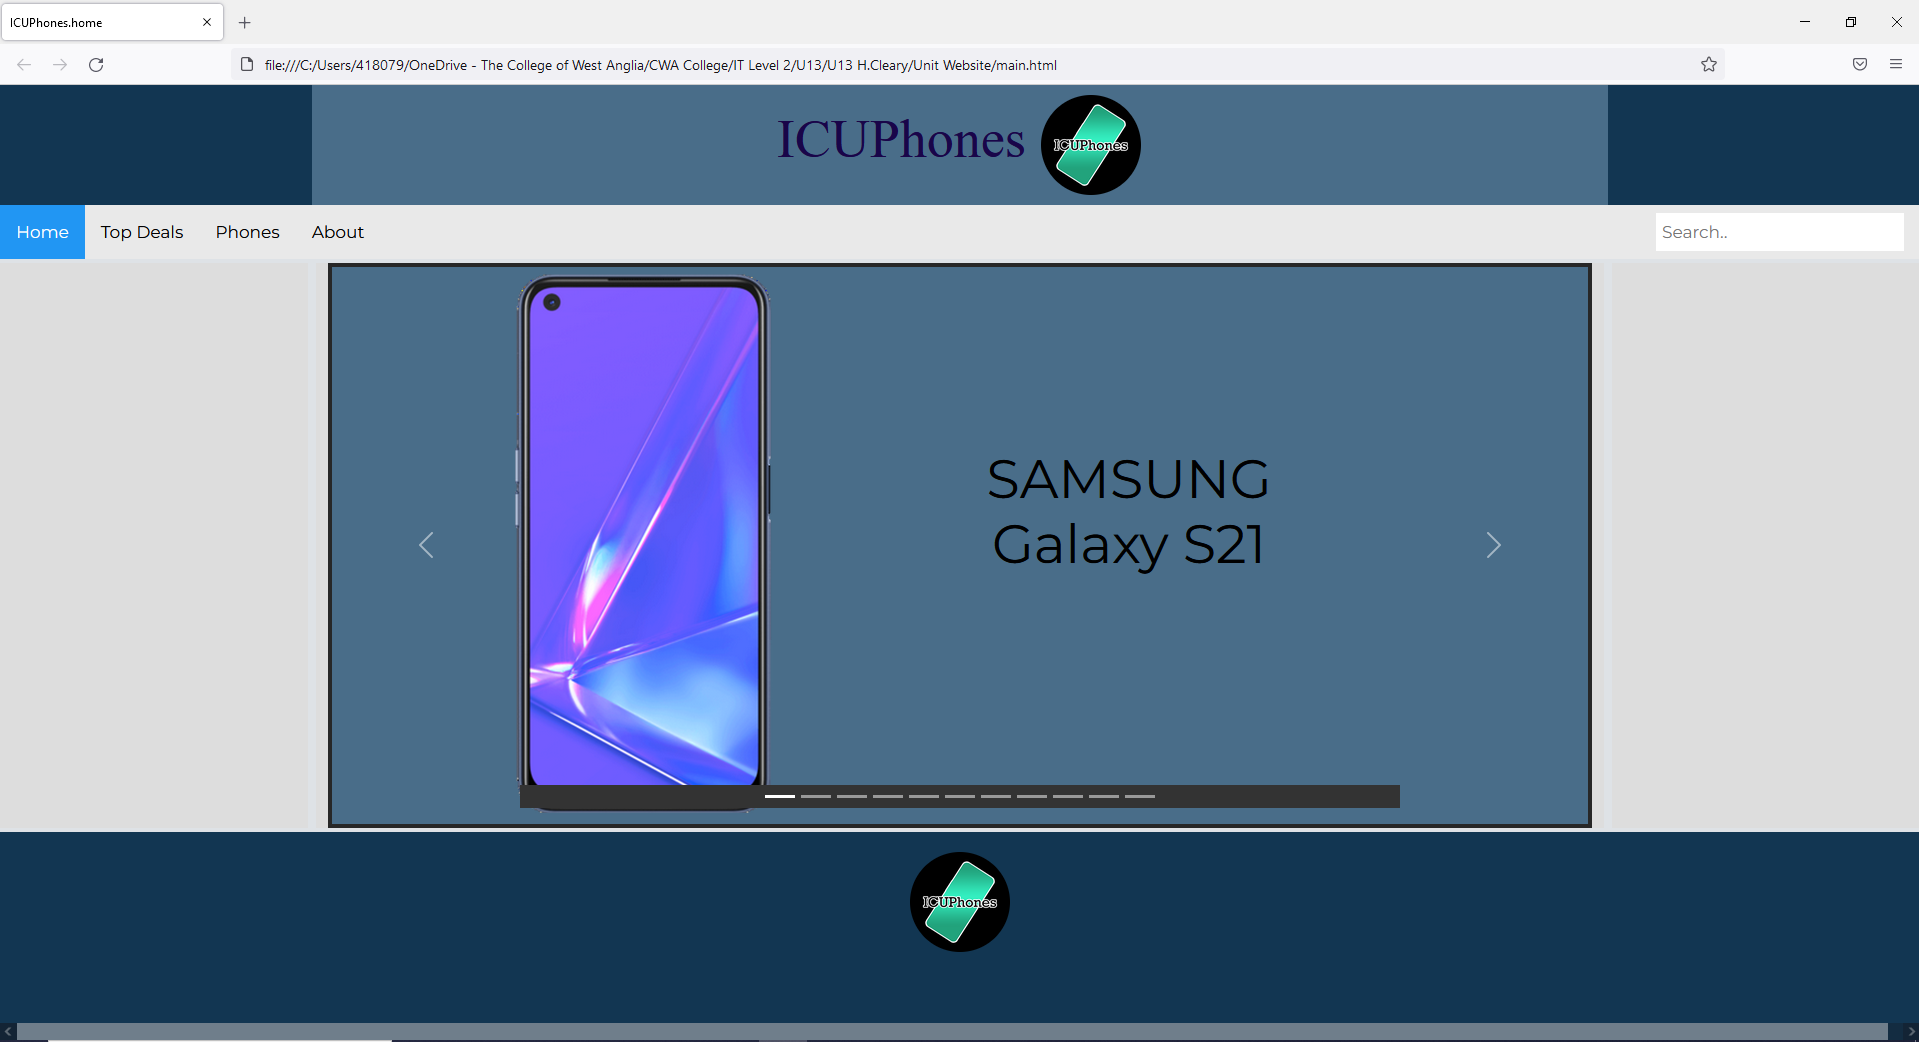 ICUPhones.home
file:///C:/Users/418079/OneDrive - The College of West Anglia/CWA College/IT Level 2/U13/U13 H.Cleary/Unit Website/main.html
ICUPhones
ICUPhones
Home
Top Deals
Phones
About
Search..
SAMSUNG
Galaxy S21
ICUPhones